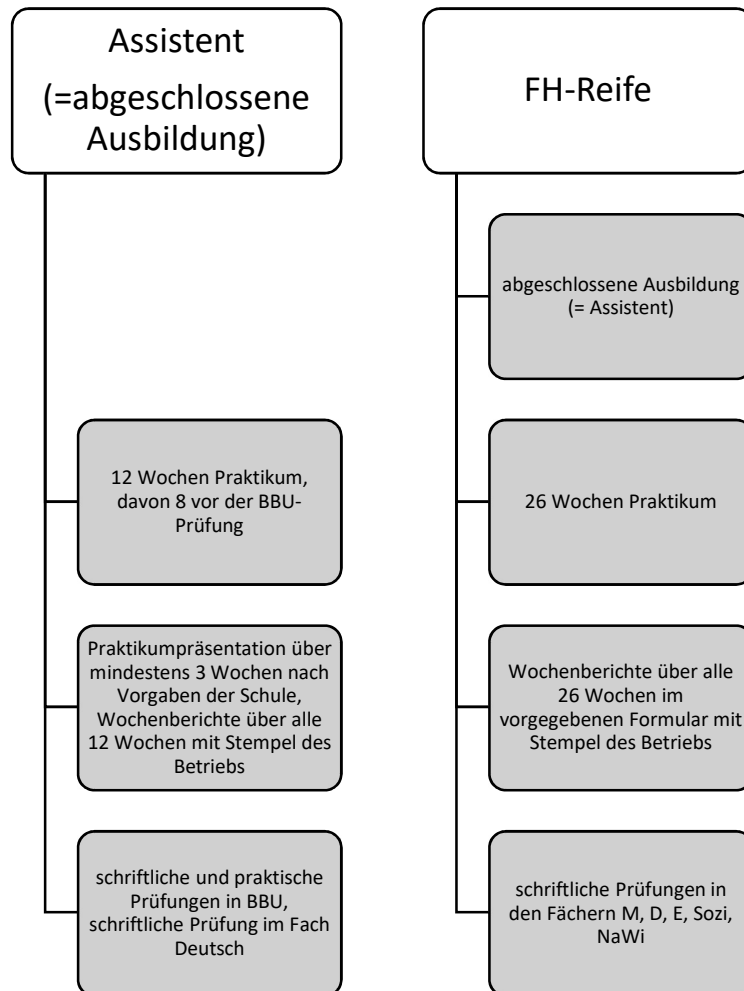 Assistent
(=abgeschlossene
Ausbildung)
12 Wochen Praktikum,
davon 8 vor der BBU-
Prüfung
Praktikumpräsentation über
mindestens 3 Wochen nach
Vorgaben der Schule,
Wochenberichte über alle
12 Wochen mit Stempel des
Betriebs
schriftliche und praktische
Prüfungen in BBU,
schriftliche Prüfung im Fach
Deutsch
FH-Reife
abgeschlossene Ausbildung
(= Assistent)
26 Wochen Praktikum
Wochenberichte über alle
26 Wochen im
vorgegebenen Formular mit
Stempel des Betriebs
schriftliche Prüfungen in
den Fächern M, D, E, Sozi,
NaWi